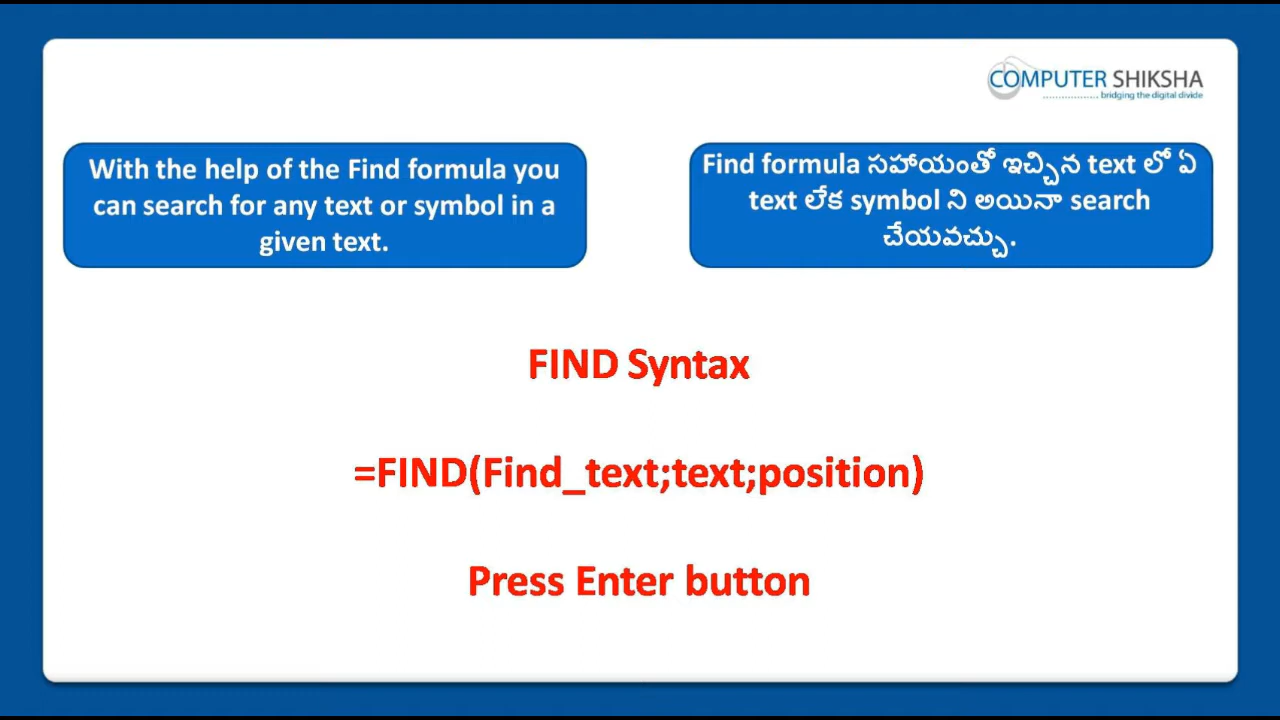 COMPUTER SHIKSHA
bridging the digital divide
With the help of the Find formula you
can search for any text or symbol in a
given text.
Find formula సహాయంతో ఇచ్చిన text లో ఏ
text లేక symbol ని అయినా search
చేయవచ్చు.
FIND Syntax
=FIND(Find_text;text;position)
Press Enter button